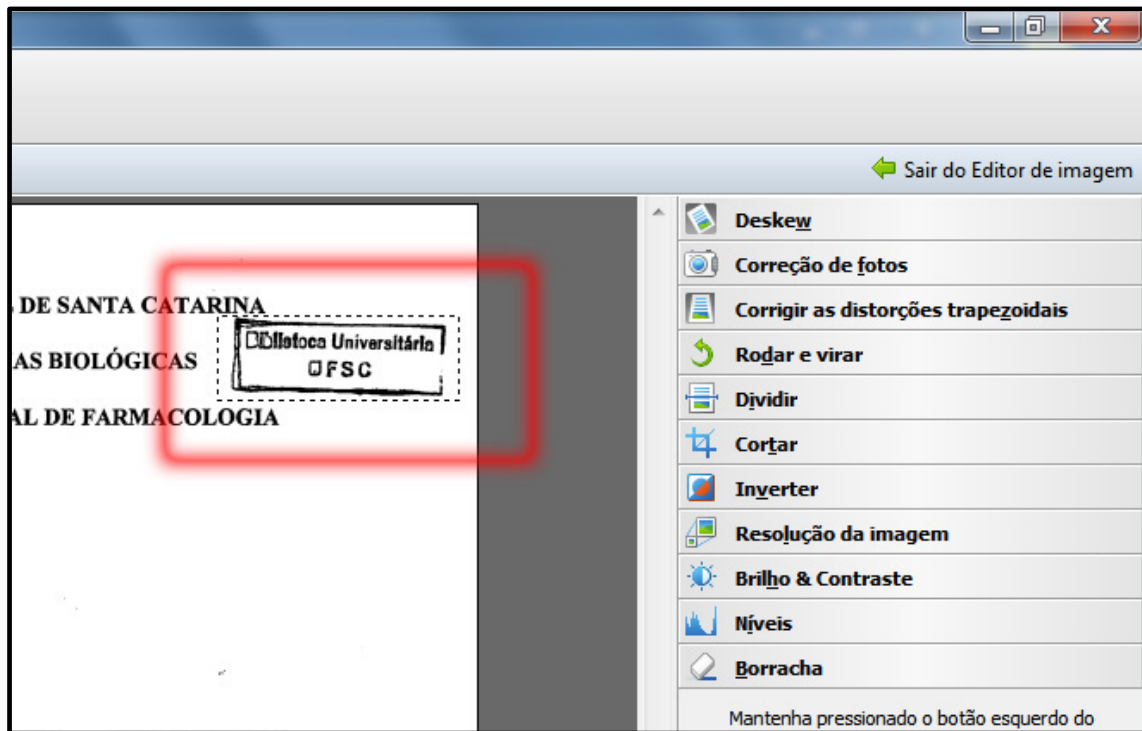 Sair do Editor de imagem
DE SANTA CATARINA
AS BIOLÓGICAS
AL DE FARMACOLOGIA
Biblioteca Universitária
UFSC
Deskew
Correção de fotos
Corrigir as distorções trapezoidais
Rodar e virar
Dividir
Cortar
Inverter
Resolução da imagem
Brilho & Contraste
Níveis
Borracha
Mantenha pressionado o botão esquerdo do